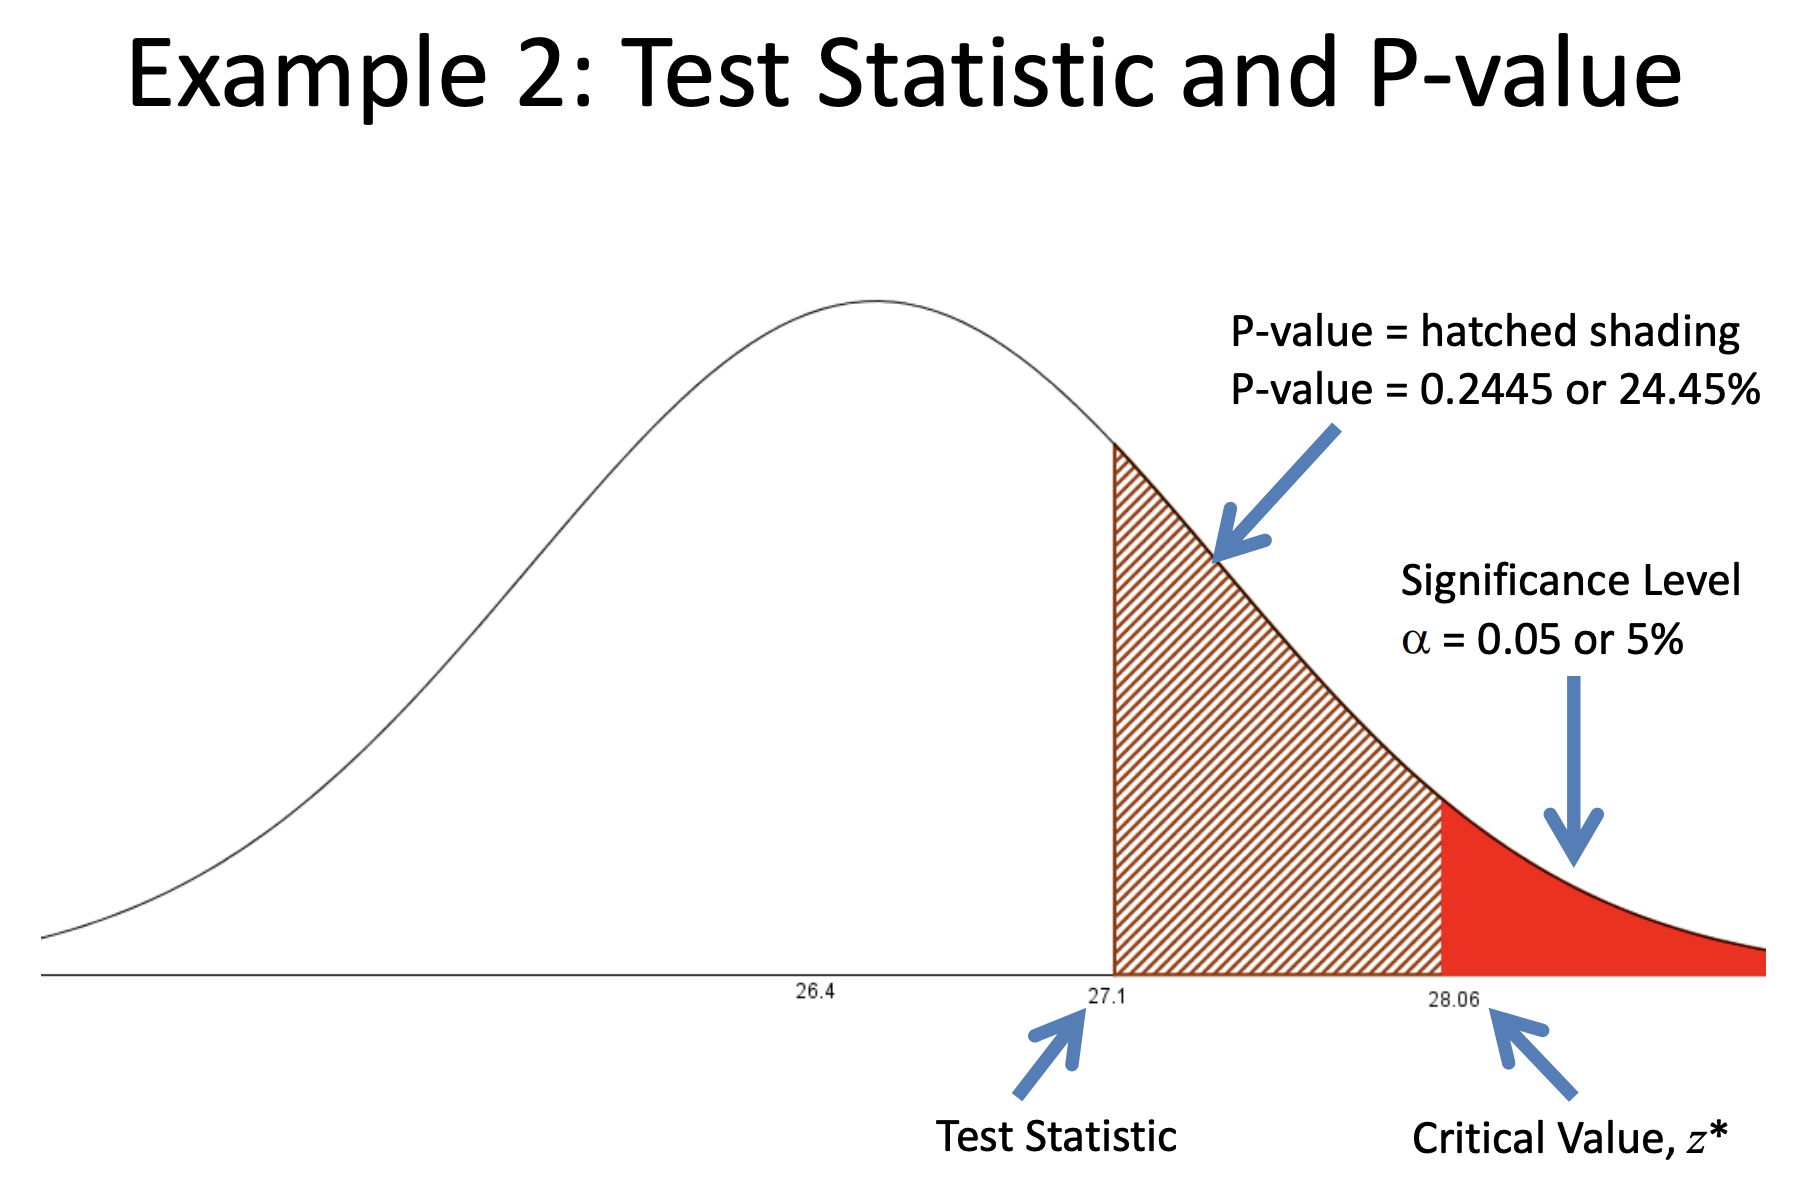 Example 2: Test Statistic and P-value
P-value = hatched shading
P-value = 0.2445 or 24.45%
Significance Level
α = 0.05 or 5%
26.4
27.1
28.06
Test Statistic
Critical Value, z*